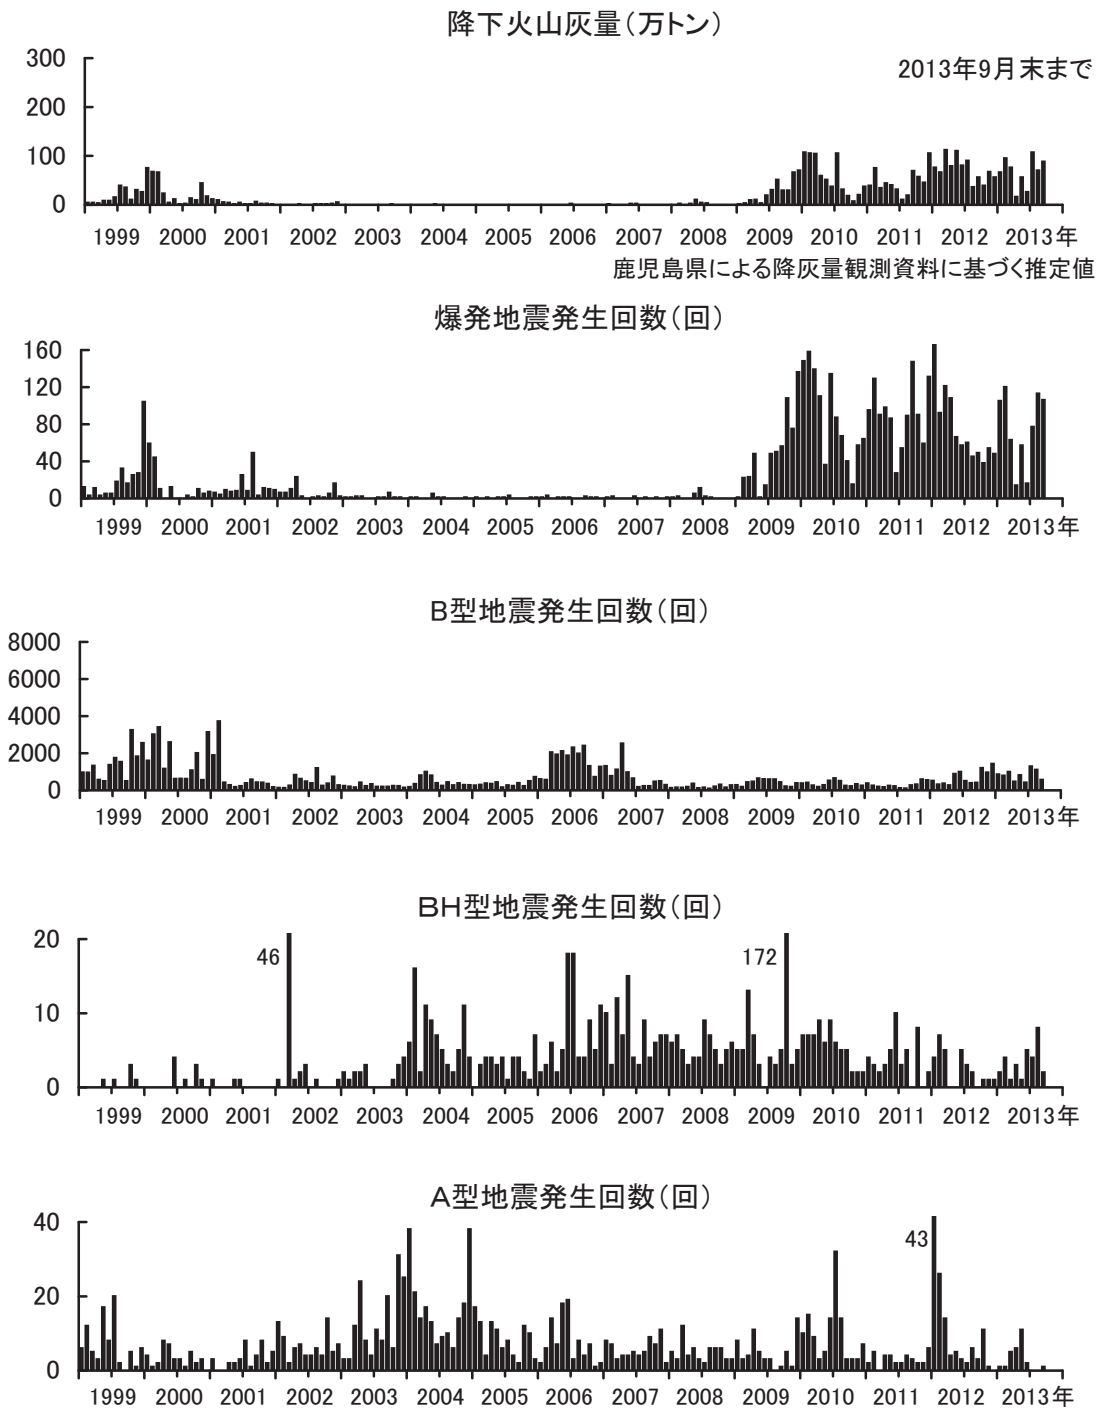 降下火山灰量(万トン)
300
2013年9月末まで
200
100
0
1999 2000 2001 2002 2003 2004 2005 2006 2007 2008 2009 2010 2011 2012 2013年
鹿児島県による降灰量観測資料に基づく推定値
爆発地震発生回数(回)
160
120
80
40
0
1999 2000 2001 2002 2003 2004 2005 2006 2007 2008 2009 2010 2011 2012 2013年
B型地震発生回数(回)
8000
6000
4000
2000
0
1999 2000 2001 2002 2003 2004 2005 2006 2007 2008 2009 2010 2011 2012 2013年
BH型地震発生回数(回)
20
46 172
10
0
1999 2000 2001 2002 2003 2004 2005 2006 2007 2008 2009 2010 2011 2012 2013年
A型地震発生回数(回)
40
43
20
0
1999 2000 2001 2002 2003 2004 2005 2006 2007 2008 2009 2010 2011 2012 2013年